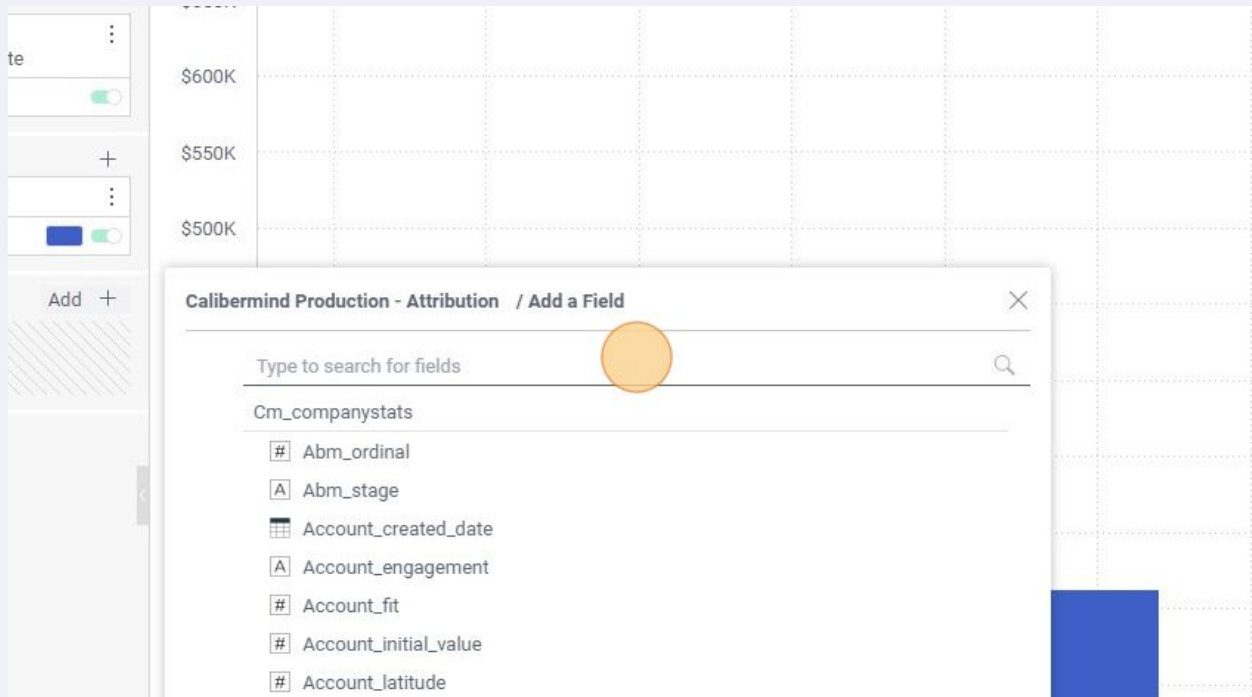 te
$600K
$550K
$500K
Add
Calibermind Production - Attribution / Add a Field
Type to search for fields
Cm_companystats
# Abm_ordinal
A Abm_stage
Account_created_date
A Account_engagement
# Account_fit
# Account_initial_value
# Account_latitude